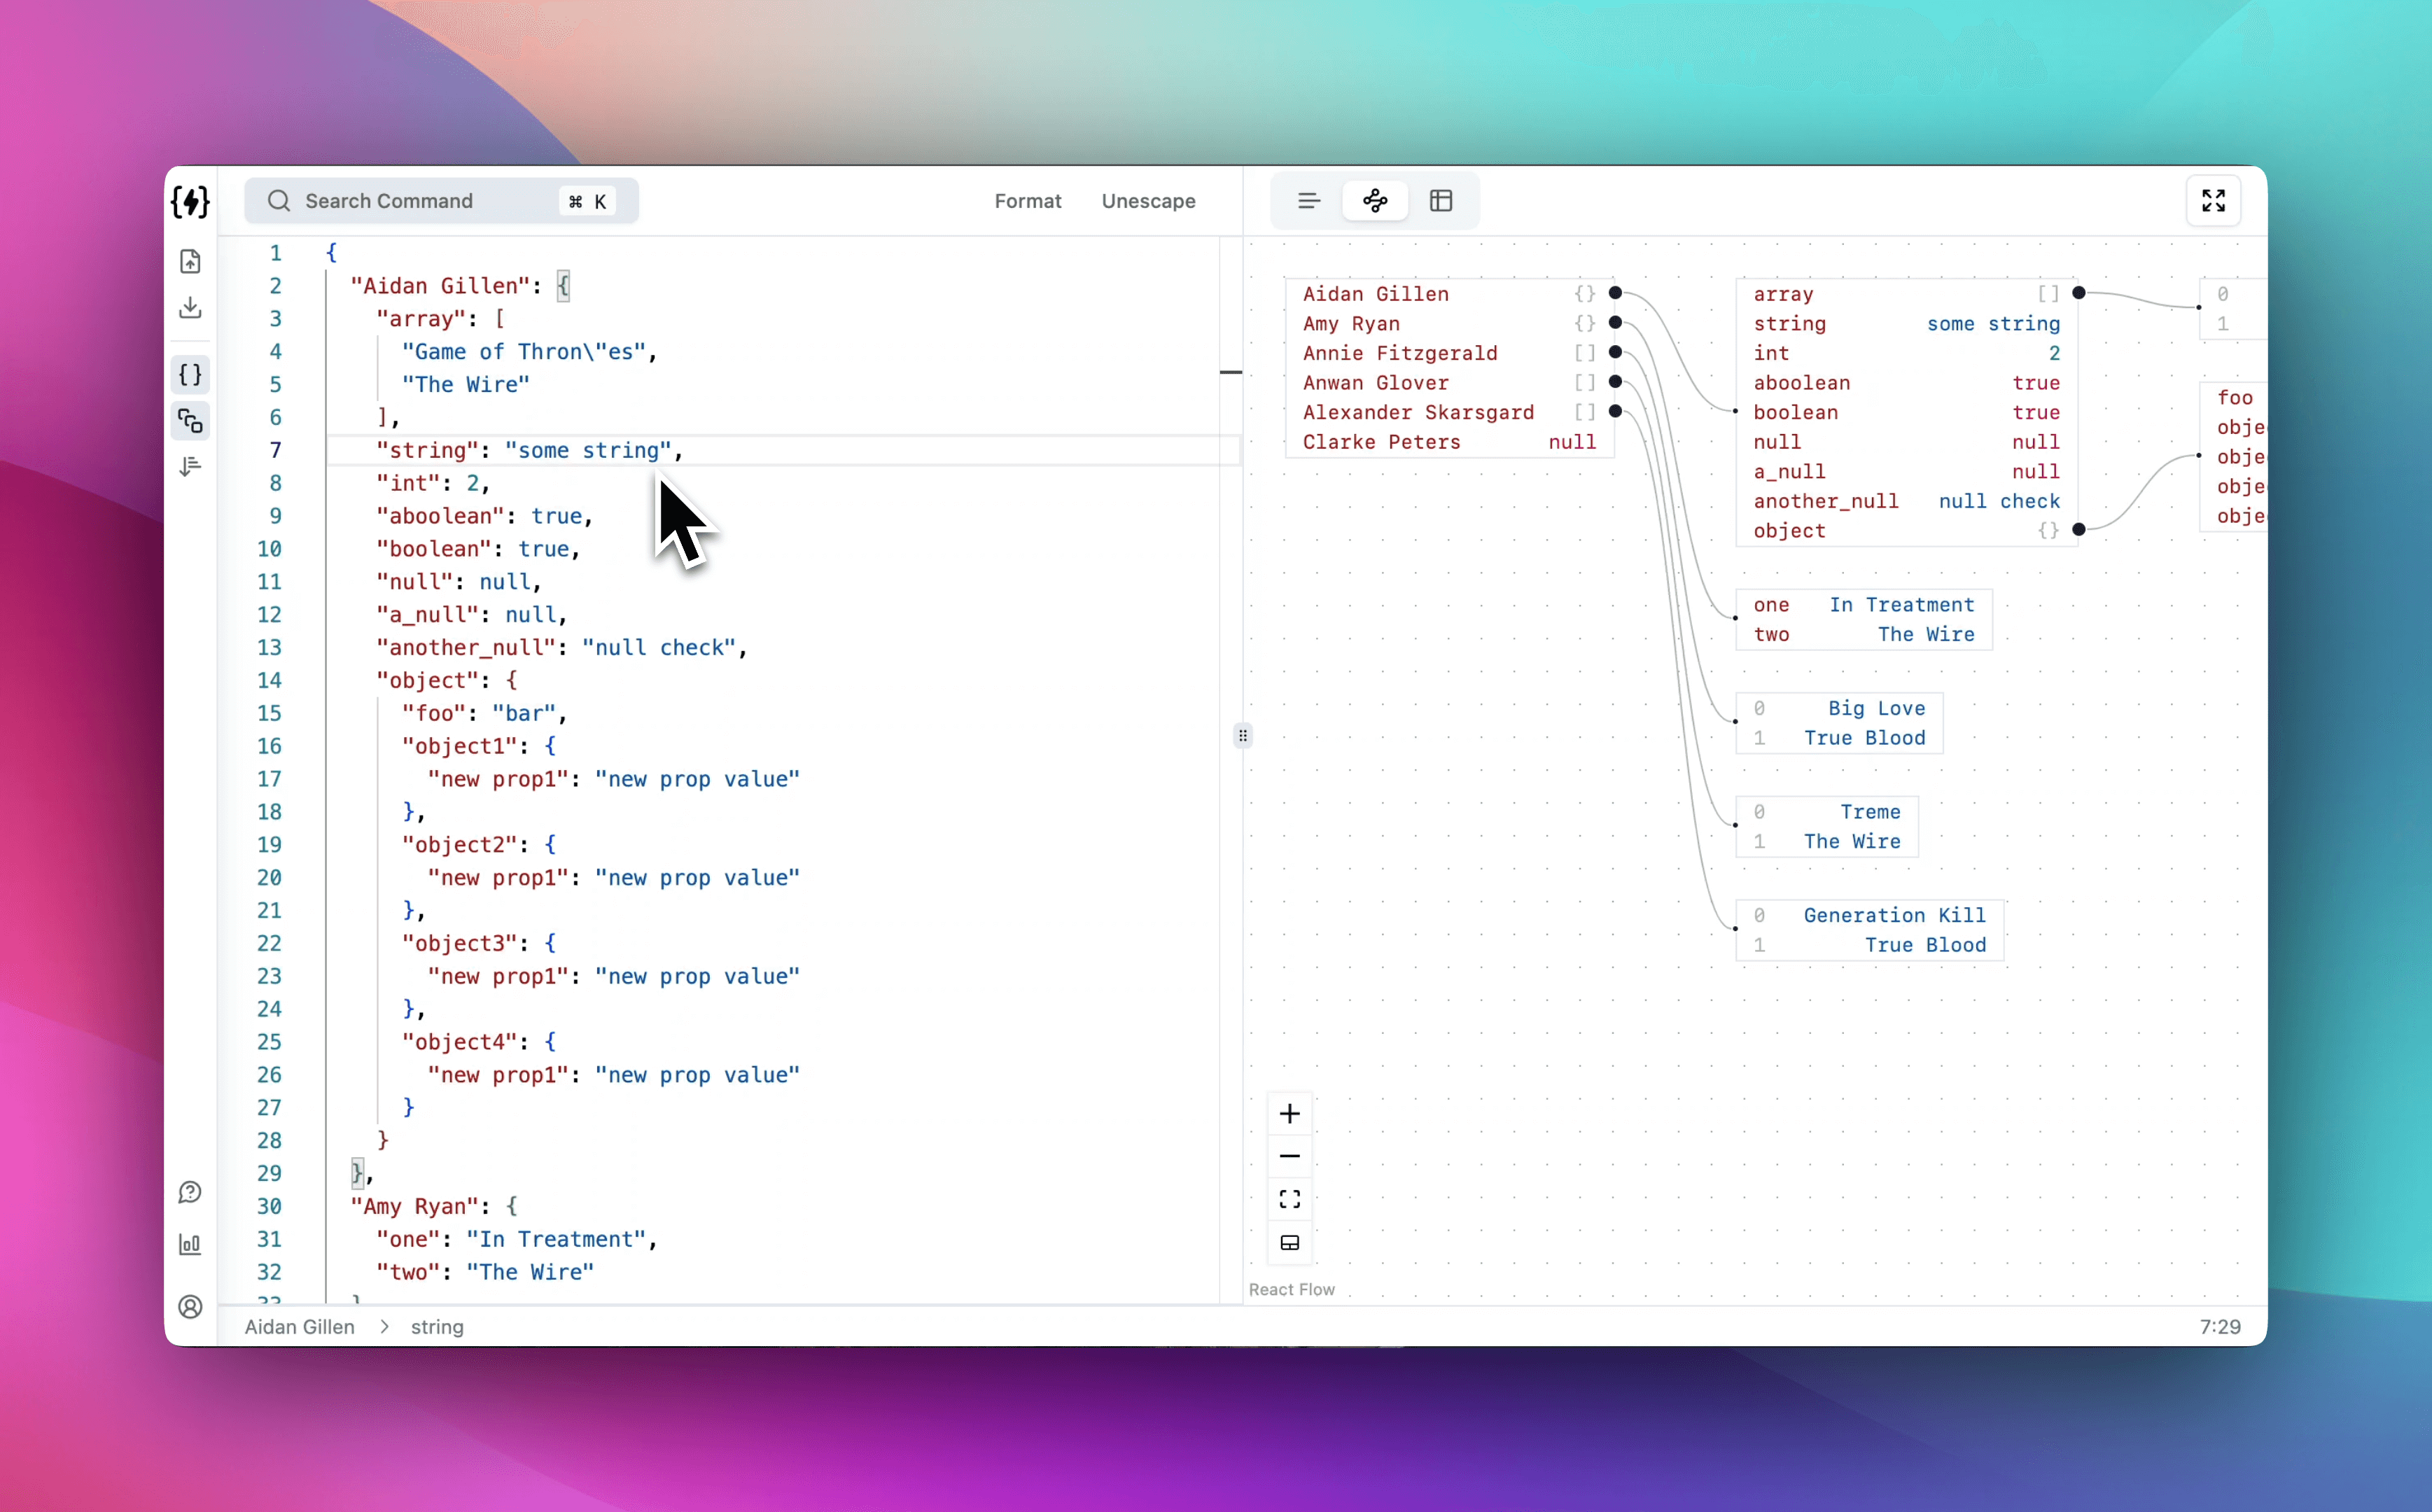 Search Command ⌘ K
Format Unescape
1 {
2 "Aidan Gillen": {
3 "array": [
4 "Game of Thron\"es",
5 "The Wire"
6 ],
7 "string": "some string",
8 "int": 2,
9 "aboolean": true,
10 "boolean": true,
11 "null": null,
12 "a_null": null,
13 "another_null": "null check",
14 "object": {
15 "foo": "bar",
16 "object1": {
17 "new prop1": "new prop value"
18 },
19 "object2": {
20 "new prop1": "new prop value"
21 },
22 "object3": {
23 "new prop1": "new prop value"
24 },
25 "object4": {
26 "new prop1": "new prop value"
27 }
28 }
29 },
30 "Amy Ryan": {
31 "one": "In Treatment",
32 "two": "The Wire"
Aidan Gillen > string
Aidan Gillen {}
Amy Ryan {}
Annie Fitzgerald []
Anwan Glover []
Alexander Skarsgard []
Clarke Peters null
array []
string some string
int 2
aboolean true
boolean true
null null
a_null null
another_null null check
object {}
one In Treatment
two The Wire
0 Big Love
1 True Blood
0 Treme
1 The Wire
0 Generation Kill
1 True Blood
0
1
foo
obje
obje
obje
obje
React Flow
7:29